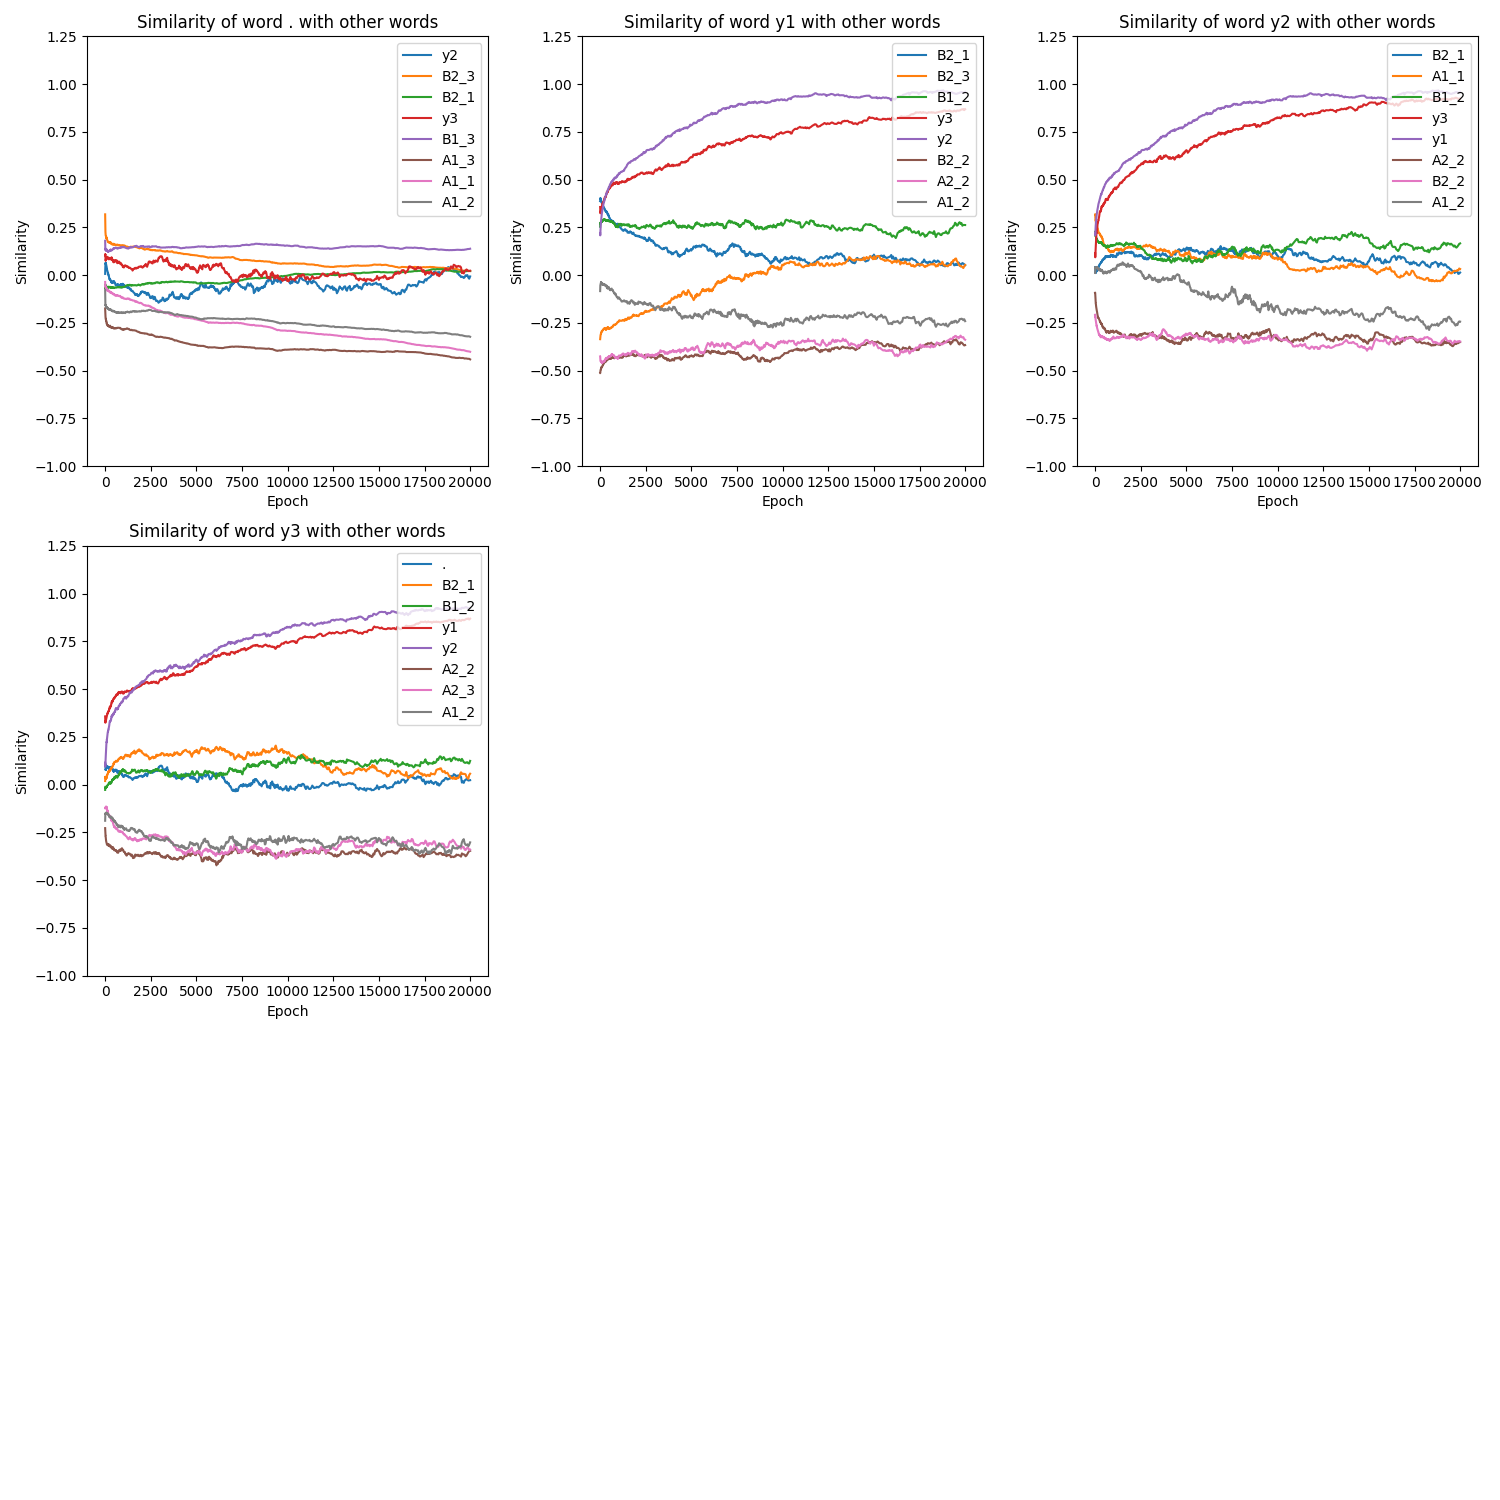 Similarity of word . with other words
Similarity
1.25
1.00
0.75
0.50
0.25
0.00
−0.25
−0.50
−0.75
−1.00
0 2500 5000 7500 10000 12500 15000 17500 20000
Epoch
y2
B2_3
B2_1
y3
B1_3
A1_3
A1_1
A1_2
Similarity of word y1 with other words
Similarity
1.25
1.00
0.75
0.50
0.25
0.00
−0.25
−0.50
−0.75
−1.00
0 2500 5000 7500 10000 12500 15000 17500 20000
Epoch
B2_1
B2_3
B1_2
y3
y2
B2_2
A2_2
A1_2
Similarity of word y2 with other words
Similarity
1.25
1.00
0.75
0.50
0.25
0.00
−0.25
−0.50
−0.75
−1.00
0 2500 5000 7500 10000 12500 15000 17500 20000
Epoch
B2_1
A1_1
B1_2
y3
y1
A2_2
B2_2
A1_2
Similarity of word y3 with other words
Similarity
1.25
1.00
0.75
0.50
0.25
0.00
−0.25
−0.50
−0.75
−1.00
0 2500 5000 7500 10000 12500 15000 17500 20000
Epoch
.
B2_1
B1_2
y1
y2
A2_2
A2_3
A1_2